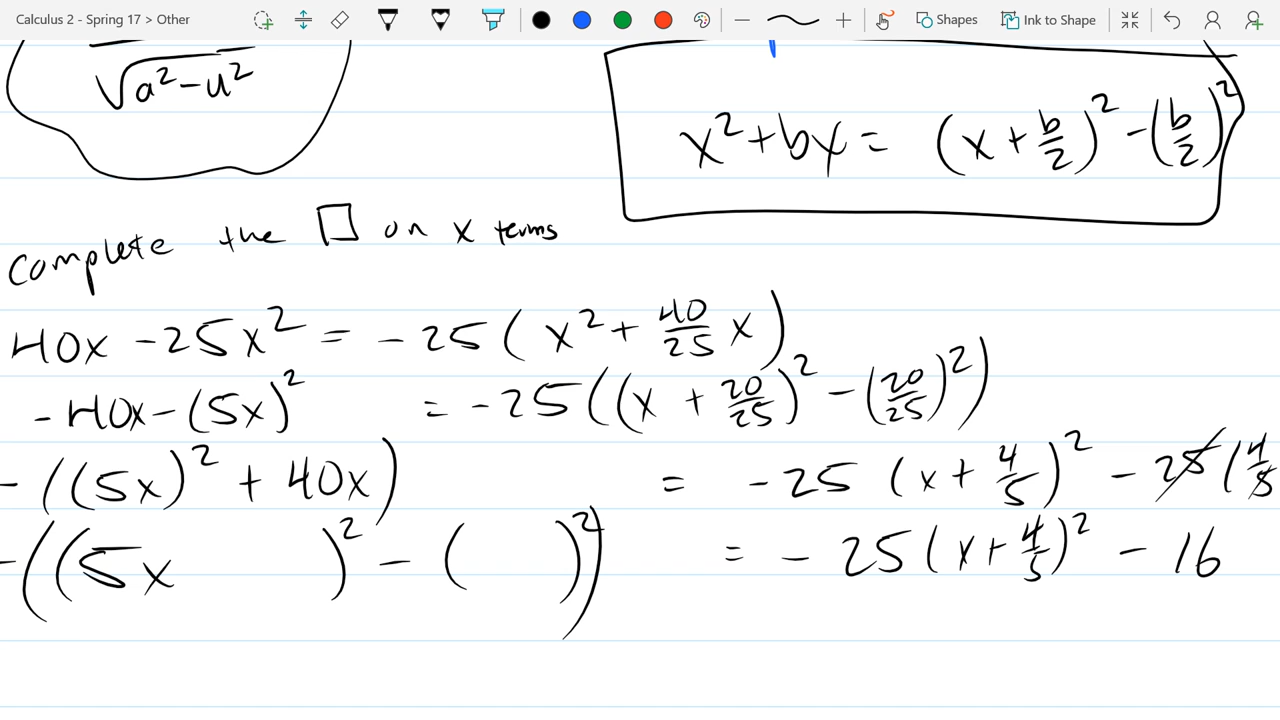 Calculus 2 - Spring 17 > Other
Shapes
Ink to Shape
√(a² - u²)
x² + bx = (x + b/2)² - (b/2)²
complete the □ on x terms
40x - 25x² = -25(x² + 40/25 x)
-40x - (5x)² = -25((x + 20/25)² - (20/25)²)
-((5x)² + 40x) = -25(x + 4/5)² - 25(4/5
-((5x )² - ( )²) = -25(x + 4/5)² - 16